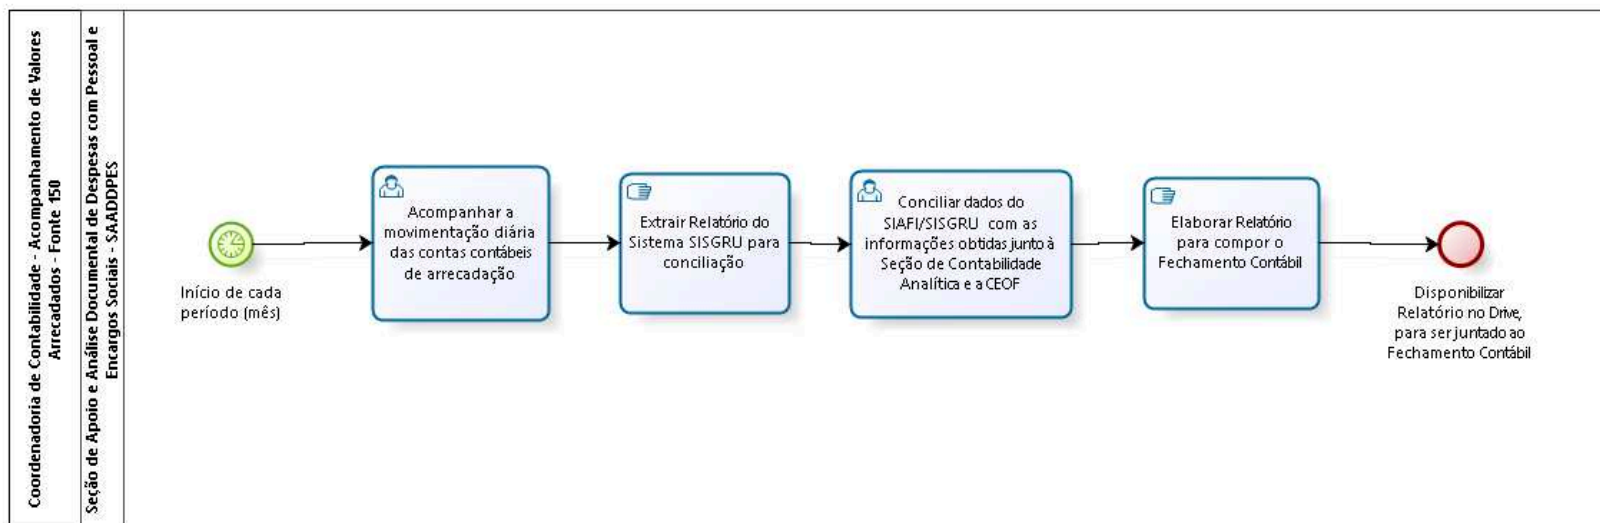 Coordenadoria de Contabilidade - Acompanhamento de Valores
Arrecadados - Fonte 150
Seção de Apoio e Análise Documental de Despesas com Pessoal e
Encargos Sociais - SAADDPES
Início de cada
período (mês)
Acompanhar a
movimentação diária
das contas contábeis
de arrecadação
Extrair Relatório do
Sistema SISGRU para
conciliação
Conciliar dados do
SIAFI/SISGRU com as
informações obtidas junto à
Seção de Contabilidade
Analítica e a CEOF
Elaborar Relatório
para compor o
Fechamento Contábil
Disponibilizar
Relatório no Drive,
para ser juntado ao
Fechamento Contábil